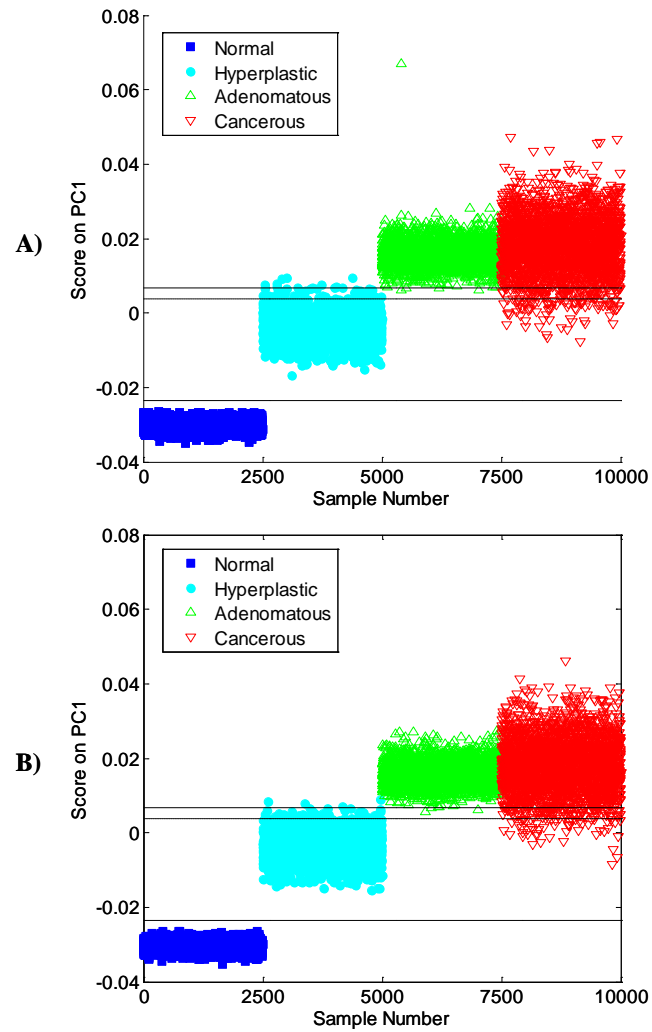 0.08
Normal
Hyperplastic
Adenomatous
Cancerous
0.06
0.04
A)
Score on PC1
0.02
0
-0.02
-0.04
0
2500
5000
7500
10000
Sample Number
0.08
Normal
Hyperplastic
Adenomatous
Cancerous
0.06
0.04
B)
Score on PC1
0.02
0
-0.02
-0.04
0
2500
5000
7500
10000
Sample Number